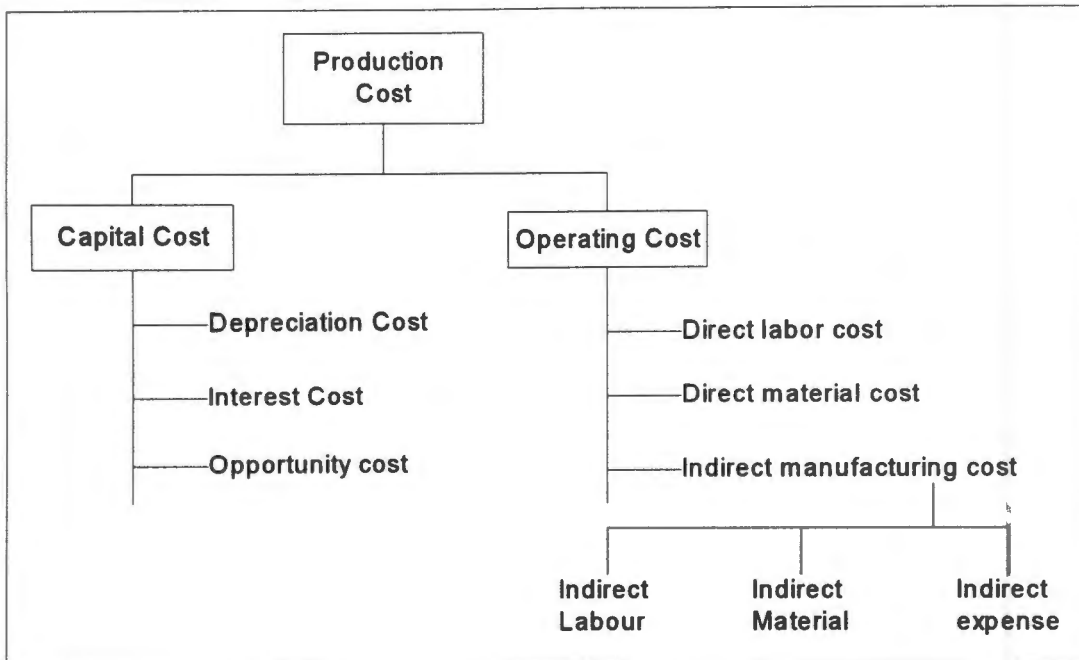 Production
Cost
Capital Cost
Operating Cost
Depreciation Cost
Interest Cost
Opportunity cost
Direct labor cost
Direct material cost
Indirect manufacturing cost
Indirect
Labour
Indirect
Material
Indirect
expense